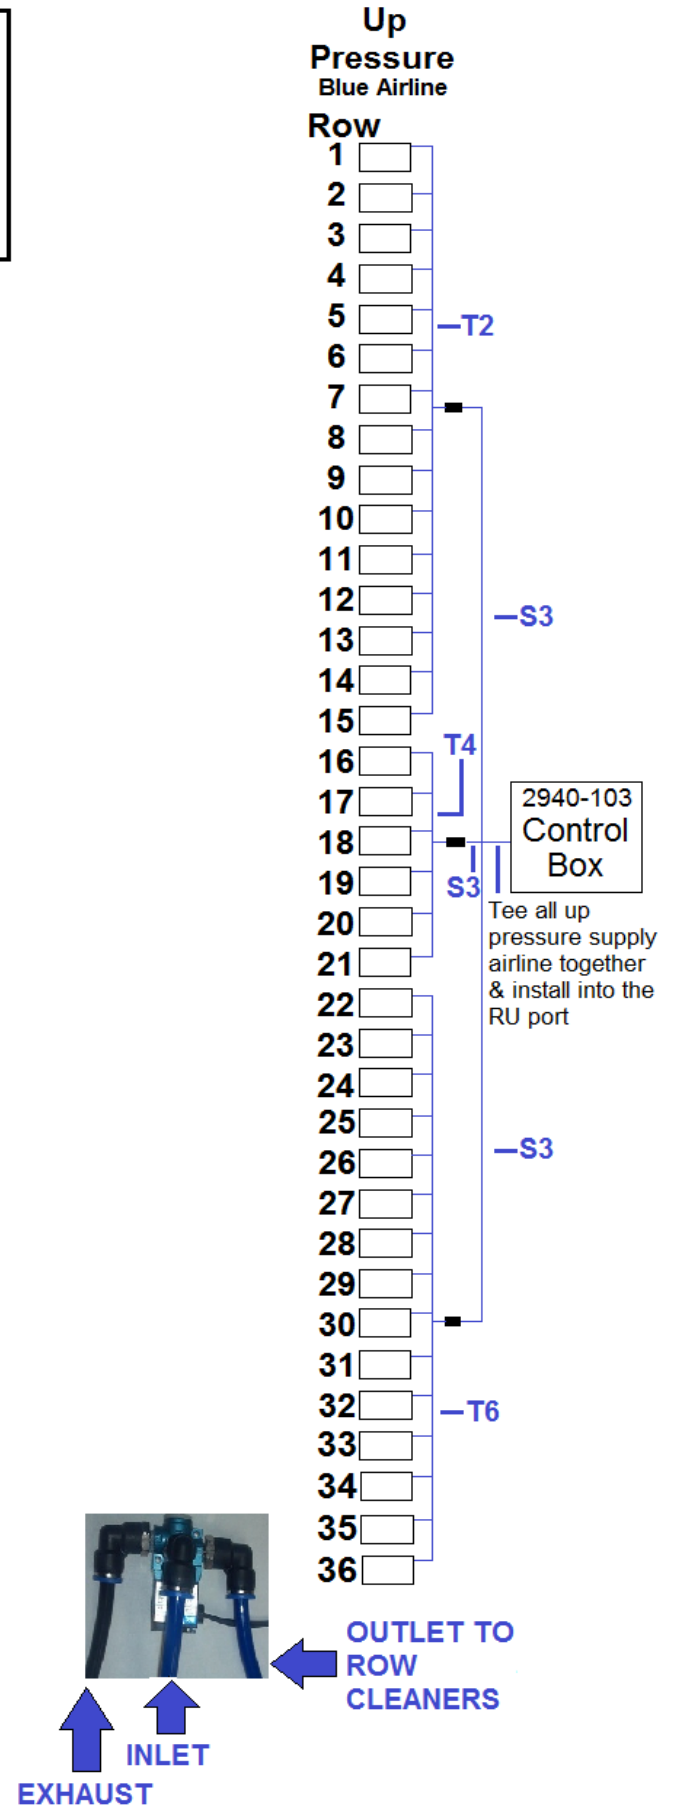 Up
Pressure
Blue Airline
Row
1
2
3
4
5
6
7
8
9
10
11
12
13
14
15
16
17
18
19
20
21
22
23
24
25
26
27
28
29
30
31
32
33
34
35
36
T2
S3
T4
S3
2940-103
Control
Box
Tee all up
pressure supply
airline together
& install into the
RU port
S3
T6
OUTLET TO
ROW
CLEANERS
INLET
EXHAUST